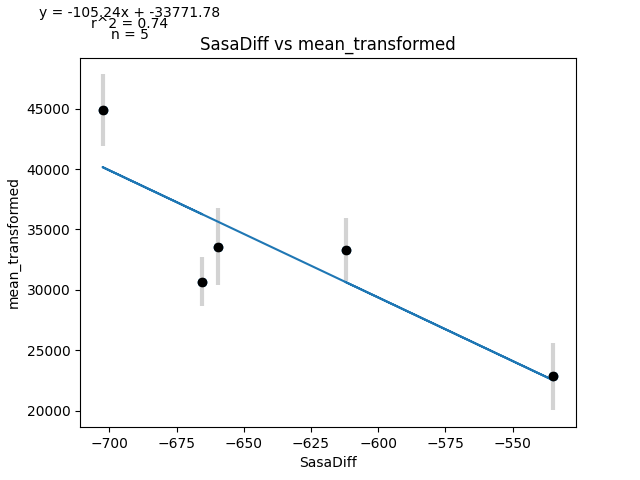 y = -105.24x + -33771.78
r^2 = 0.74
n = 5
SasaDiff vs mean_transformed
45000
40000
35000
30000
25000
20000
mean_transformed
−700
−675
−650
−625
−600
−575
−550
SasaDiff